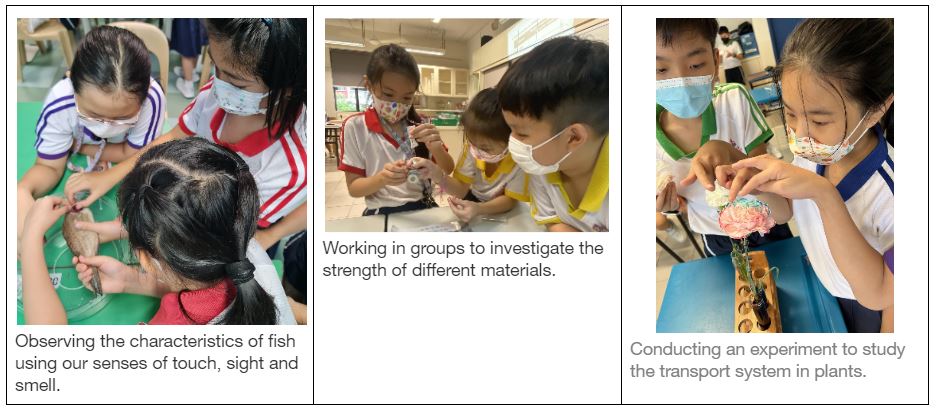 Observing the characteristics of fish
using our senses of touch, sight and
smell.
Working in groups to investigate the
strength of different materials.
Conducting an experiment to study
the transport system in plants.